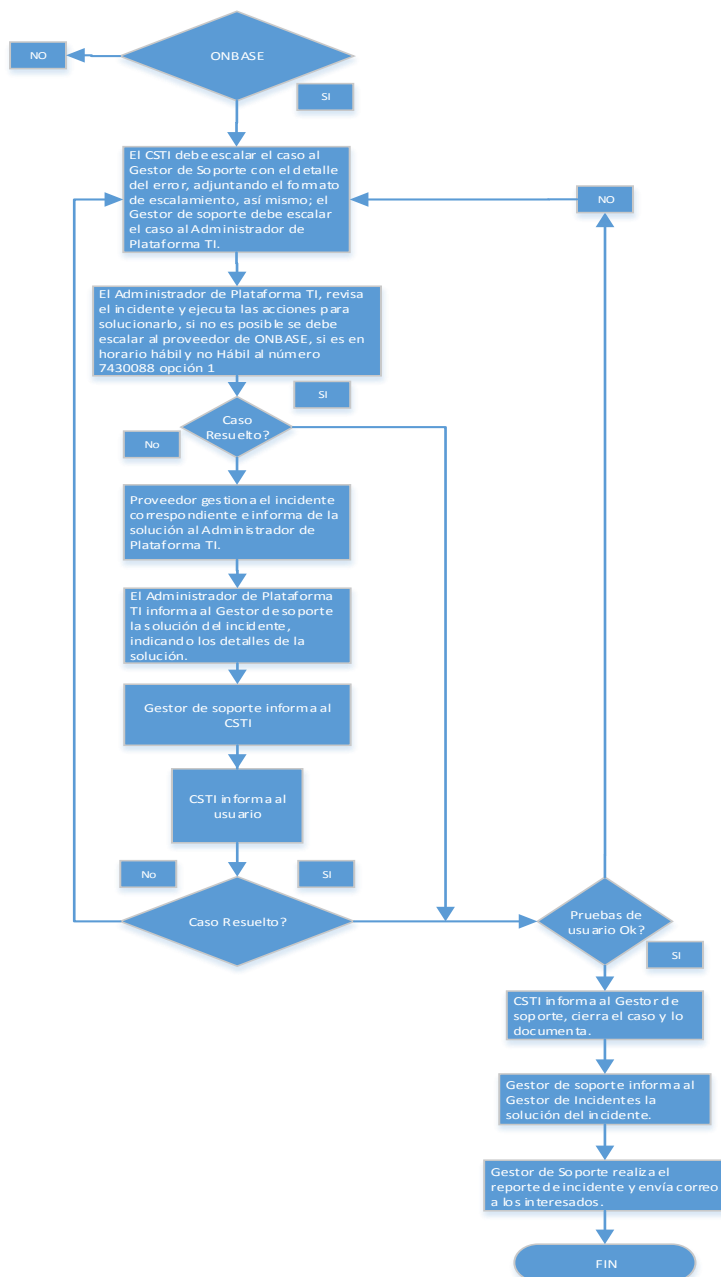 ONBASE
NO
SI
El CSTI debe escalar el caso al
Gestor de Soporte con el detalle
del error, adjuntando el formato
de escalamiento, así mismo; el
Gestor de soporte debe escalar
el caso al Administrador de
Plataforma TI.
NO
El Administrador de Plataforma TI, revisa
el incidente y ejecuta las acciones para
solucionarlo, si no es posible se debe
escalar al proveedor de ONBASE, si es en
horario hábil y no Hábil al número
7430088 opción 1
SI
Caso
Resuelto?
No
Proveedor gestiona el incidente
correspondiente e informa de la
solución al Administrador de
Plataforma TI.
El Administrador de Plataforma
TI informa al Gestor de soporte
la solución del incidente,
indicando los detalles de la
solución.
Gestor de soporte informa al
CSTI
CSTI informa al
usuario
No
SI
Caso Resuelto?
Pruebas de
usuario Ok?
SI
CSTI informa al Gestor de
soporte, cierra el caso y lo
documenta.
Gestor de soporte informa al
Gestor de Incidentes la
solución del incidente.
Gestor de Soporte realiza el
reporte de incidente y envía correo
a los interesados.
FIN